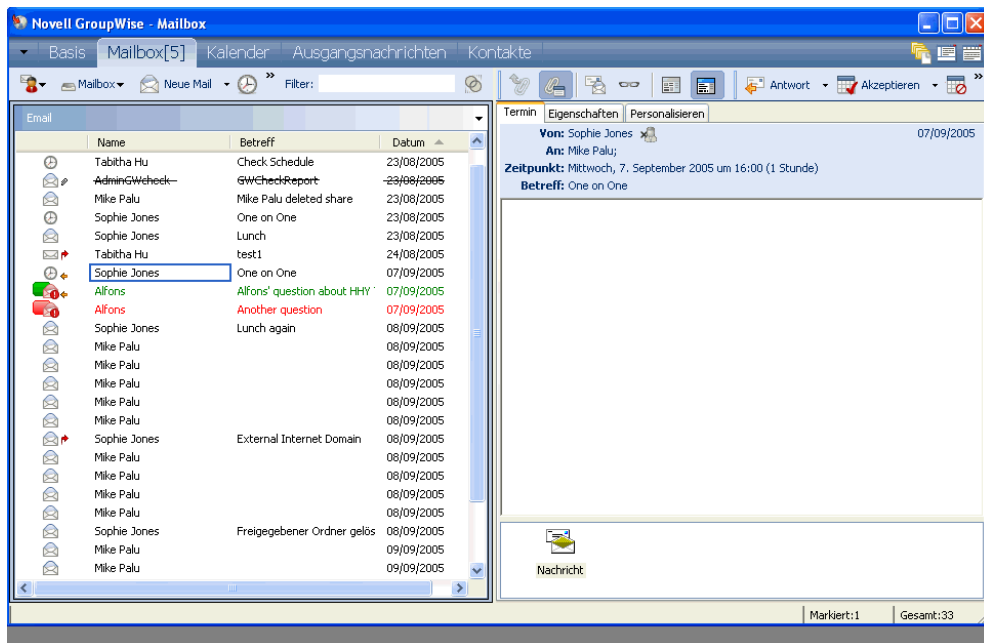 Novell GroupWise - Mailbox
Basis Mailbox[5] Kalender Ausgangsnachrichten Kontakte
Mailbox Neue Mail » Filter: Antwort Akzeptieren »
Email
Name Betreff Datum
Tabitha Hu Check Schedule 23/08/2005
AdminGWcheck GWCheckReport 23/08/2005
Mike Palu Mike Palu deleted share 23/08/2005
Sophie Jones One on One 23/08/2005
Sophie Jones Lunch 23/08/2005
Tabitha Hu test1 24/08/2005
Sophie Jones One on One 07/09/2005
Alfons Alfons' question about HHY 07/09/2005
Alfons Another question 07/09/2005
Sophie Jones Lunch again 08/09/2005
Mike Palu 08/09/2005
Mike Palu 08/09/2005
Mike Palu 08/09/2005
Mike Palu 08/09/2005
Mike Palu 08/09/2005
Sophie Jones External Internet Domain 08/09/2005
Mike Palu 08/09/2005
Mike Palu 08/09/2005
Mike Palu 08/09/2005
Mike Palu 08/09/2005
Sophie Jones Freigegebener Ordner gelös 08/09/2005
Mike Palu 09/09/2005
Mike Palu 09/09/2005
Termin Eigenschaften Personalisieren
Von: Sophie Jones 07/09/2005
An: Mike Palu;
Zeitpunkt: Mittwoch, 7. September 2005 um 16:00 (1 Stunde)
Betreff: One on One
Nachricht
Markiert:1 Gesamt:33